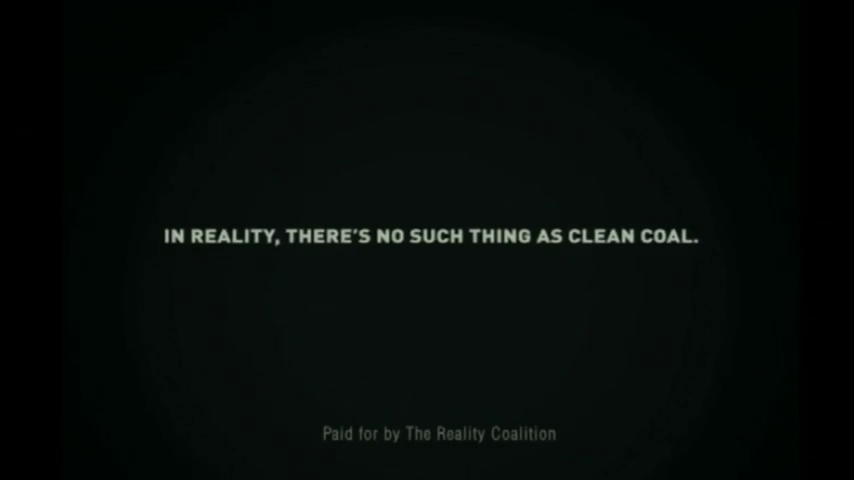 IN REALITY, THERE'S NO SUCH THING AS CLEAN COAL.
Paid for by The Reality Coalition